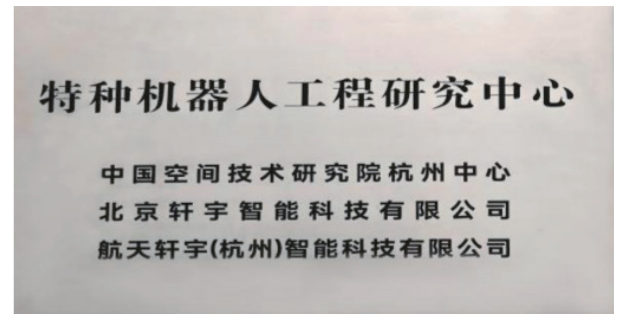 特种机器人工程研究中心
中国空间技术研究院杭州中心
北京轩宇智能科技有限公司
航天轩宇(杭州)智能科技有限公司